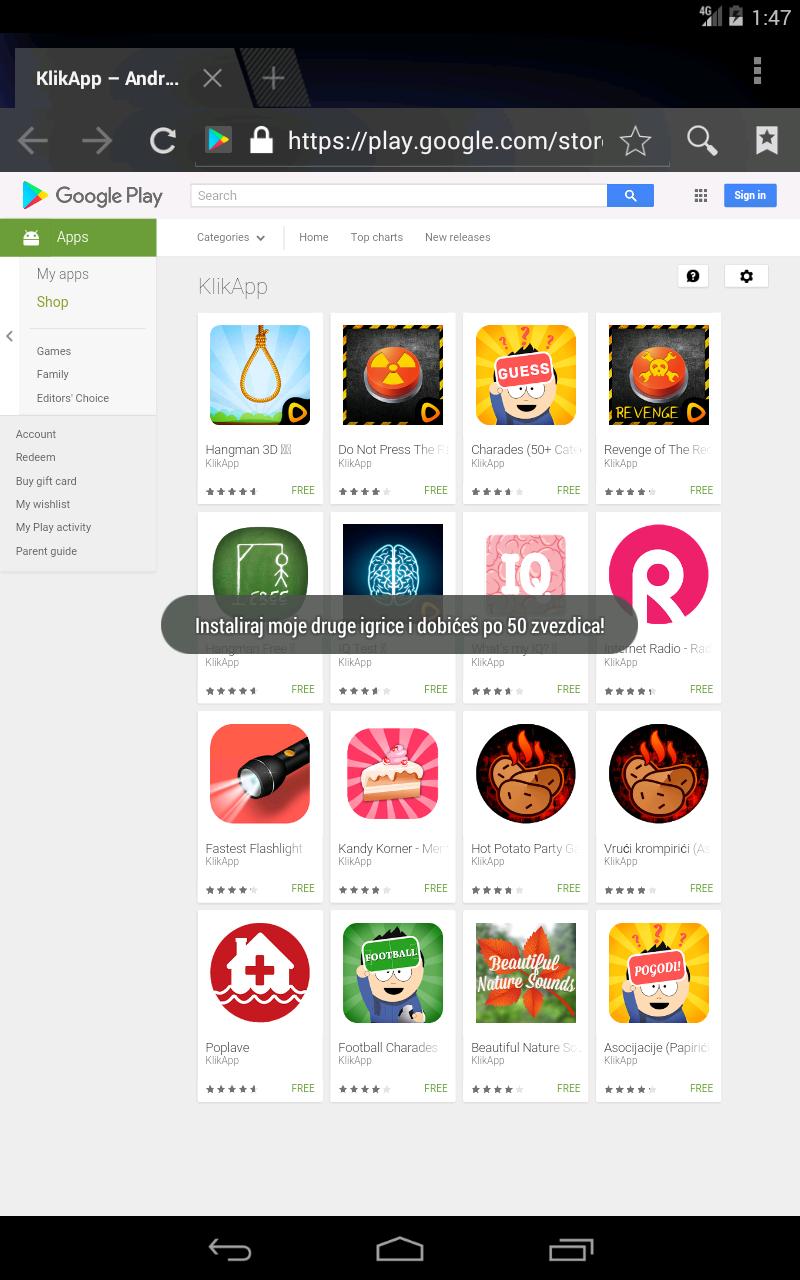 4G 1:47
KlikApp – Andr...
https://play.google.com/stor
Google Play
Search
Sign in
Apps
Categories
Home
Top charts
New releases
My apps
Shop
Games
Family
Editors' Choice
Account
Redeem
Buy gift card
My wishlist
My Play activity
Parent guide
KlikApp
Hangman 3D
KlikApp
FREE
Do Not Press The R
KlikApp
FREE
GUESS
Charades (50+ Cate
KlikApp
FREE
REVENGE
Revenge of The Re
KlikApp
FREE
FREE
Hangman Free
KlikApp
FREE
IQ Test
KlikApp
FREE
IQ
What's my IQ?
KlikApp
FREE
R
Internet Radio - Rad
KlikApp
FREE
Instaliraj moje druge igrice i dobićeš po 50 zvezdica!
Fastest Flashlight
KlikApp
FREE
Kandy Korner - Mem
KlikApp
FREE
Hot Potato Party G
KlikApp
FREE
Vrući krompirići (As
KlikApp
FREE
Poplave
KlikApp
FREE
FOOTBALL
Football Charades
KlikApp
FREE
Beautiful
Nature Sounds
Beautiful Nature So
KlikApp
FREE
POGODI!
Asocijacije (Papirići
KlikApp
FREE